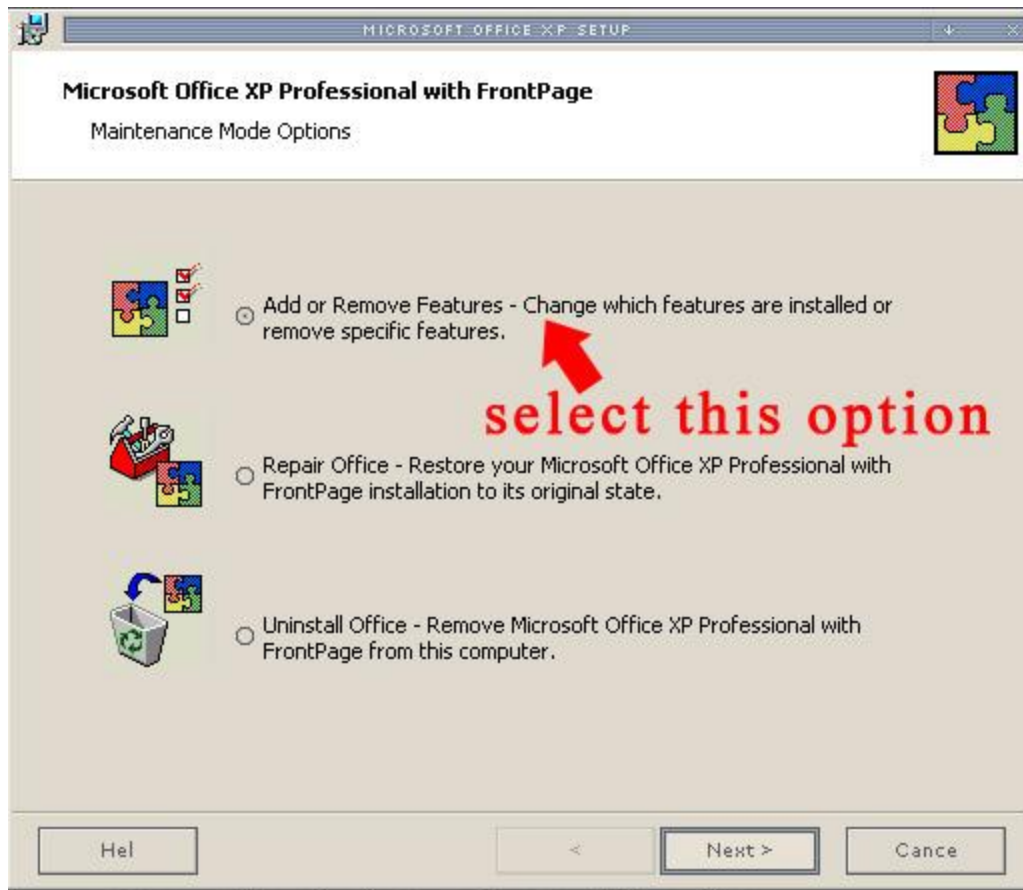 MICROSOFT OFFICE XP SETUP
Microsoft Office XP Professional with FrontPage
Maintenance Mode Options
Add or Remove Features - Change which features are installed or
remove specific features.
select this option
Repair Office - Restore your Microsoft Office XP Professional with
FrontPage installation to its original state.
Uninstall Office - Remove Microsoft Office XP Professional with
FrontPage from this computer.
Hel
<
Next >
Cance